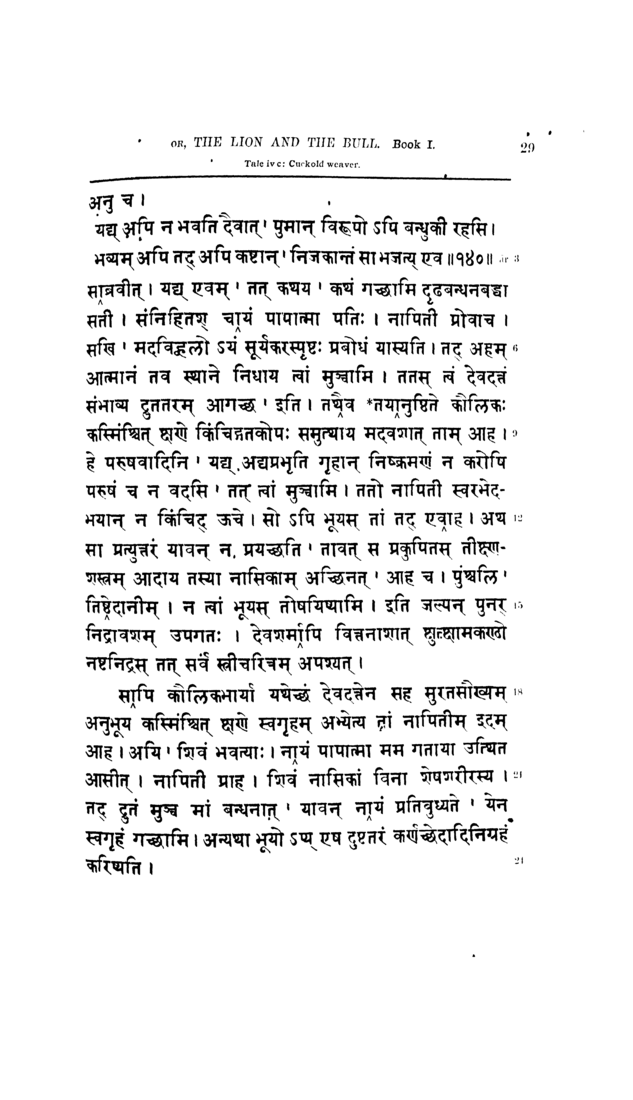 OR, THE LION AND THE BULL. Book I. 29
Tale iv c: Cuckold weaver.
अनु च।
यद्य् अपि न भवति दैवात्' पुमान् विरूपो ऽपि बन्धुकी रहसि।
भव्यम् अपि तद् अपि कष्टान्' निजकान्तं सा भजत्य् एव॥१४०॥ ār 3
साब्रवीत्। यद्य् एवम्' तत् कथय' कथं गच्छामि दृढबन्धनबद्धा
सती। संनिहितश् चायं पापात्मा पतिः। नापिती प्रोवाच।
सखि' मदविह्वलो ऽयं सूर्यकरस्पृष्टः प्रबोधं यास्यति। तद् अहम् 6
आत्मानं तव स्थाने निधाय त्वां मुञ्चामि। ततस् त्वं देवदत्तं
संभाव्य द्रुततरम् आगच्छ' इति। तथैव *तयानुष्ठिते कौलिकः
कस्मिंश्चित् क्षणे किंचिद्गतकोपः समुत्थाय मदवशात् ताम् आह। 9
हे परुषवादिनि' यद्य् अद्यप्रभृति गृहान् निष्क्रमणं न करोषि
परुषं च न वदसि' तत् त्वां मुञ्चामि। ततो नापिती स्वरभेद-
भयान् न किंचिद् ऊचे। सो ऽपि भूयस् तां तद् एवाह। अथ 12
सा प्रत्युत्तरं यावन् न प्रयच्छति' तावत् स प्रकुपितस् तीक्ष्ण-
शस्त्रम् आदाय तस्या नासिकाम् अच्छिनत्' आह च। पुंश्चलि'
तिष्ठेदानीम्। न त्वां भूयस् तोषयिष्यामि। इति जल्पन् पुनर् 15
निद्रावशम् उपगतः। देवशर्मापि वित्तनाशात् क्षुत्क्षामकण्ठो
नष्टनिद्रस् तत् सर्वं स्त्रीचरित्रम् अपश्यत्।
सापि कौलिकभार्या यथेच्छं देवदत्तेन सह सुरतसौख्यम् 18
अनुभूय कस्मिंश्चित् क्षणे स्वगृहम् अभ्येत्य तां नापितीम् इदम्
आह। अयि' शिवं भवत्याः। नायं पापात्मा मम गताया उत्थित
आसीत्। नापिती प्राह। शिवं नासिकां विना शेषशरीरस्य। 21
तद् द्रुतं मुञ्च मां बन्धनात्' यावन् नायं प्रतिबुध्यते' येन
स्वगृहं गच्छामि। अन्यथा भूयो ऽप्य् एष दुष्टतरं कर्णच्छेदादिनिग्रहं
करिष्यति। 21